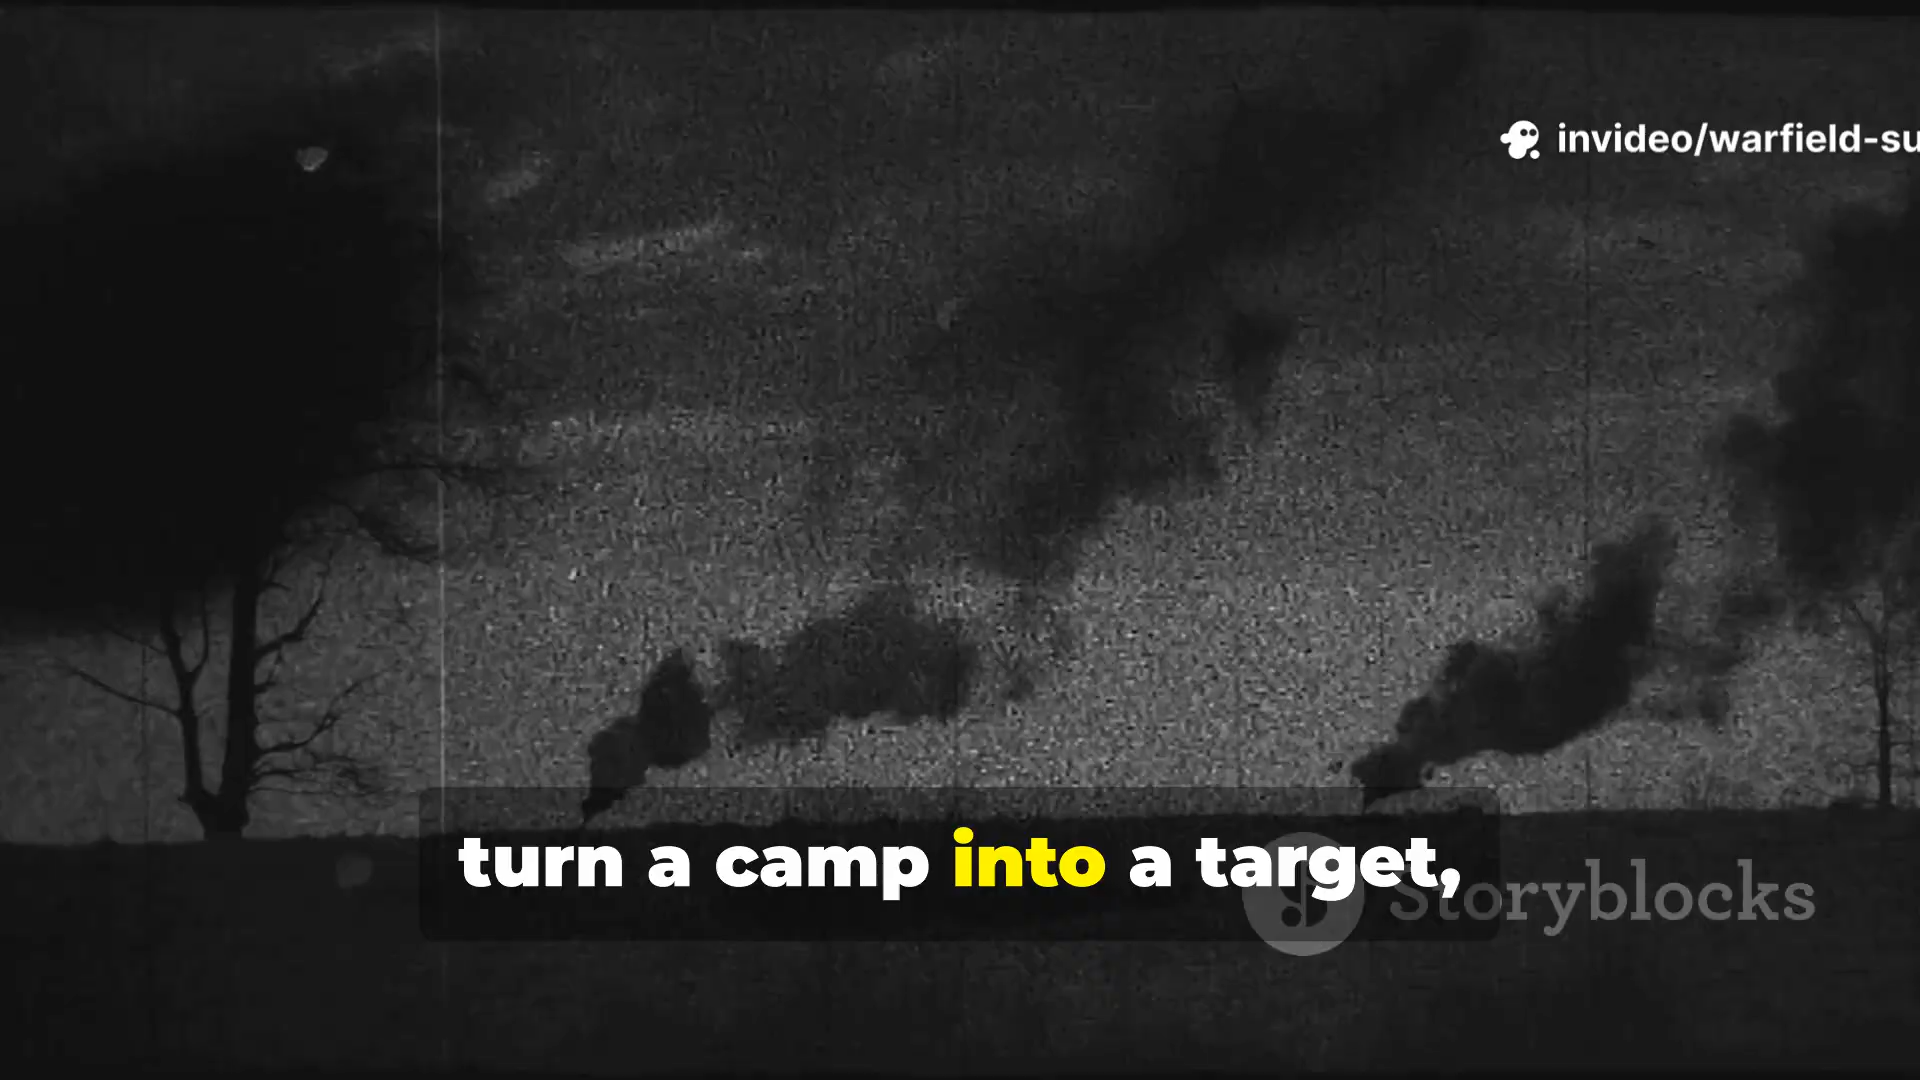 invideo/warfield-su
turn a camp into a target,
Storyblocks